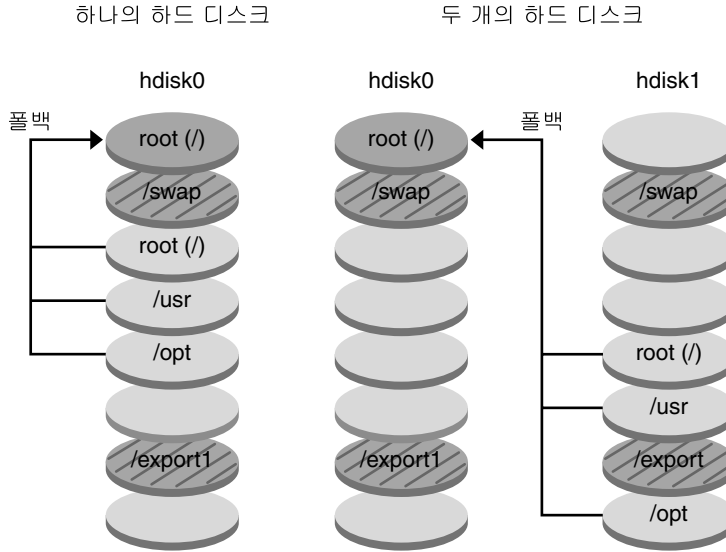 하나의 하드 디스크
두 개의 하드 디스크
hdisk0
hdisk0
hdisk1
폴백
폴백
root (/)
root (/)
/swap
/swap
/swap
root (/)
/usr
/opt
root (/)
/usr
/export1
/export1
/export
/opt